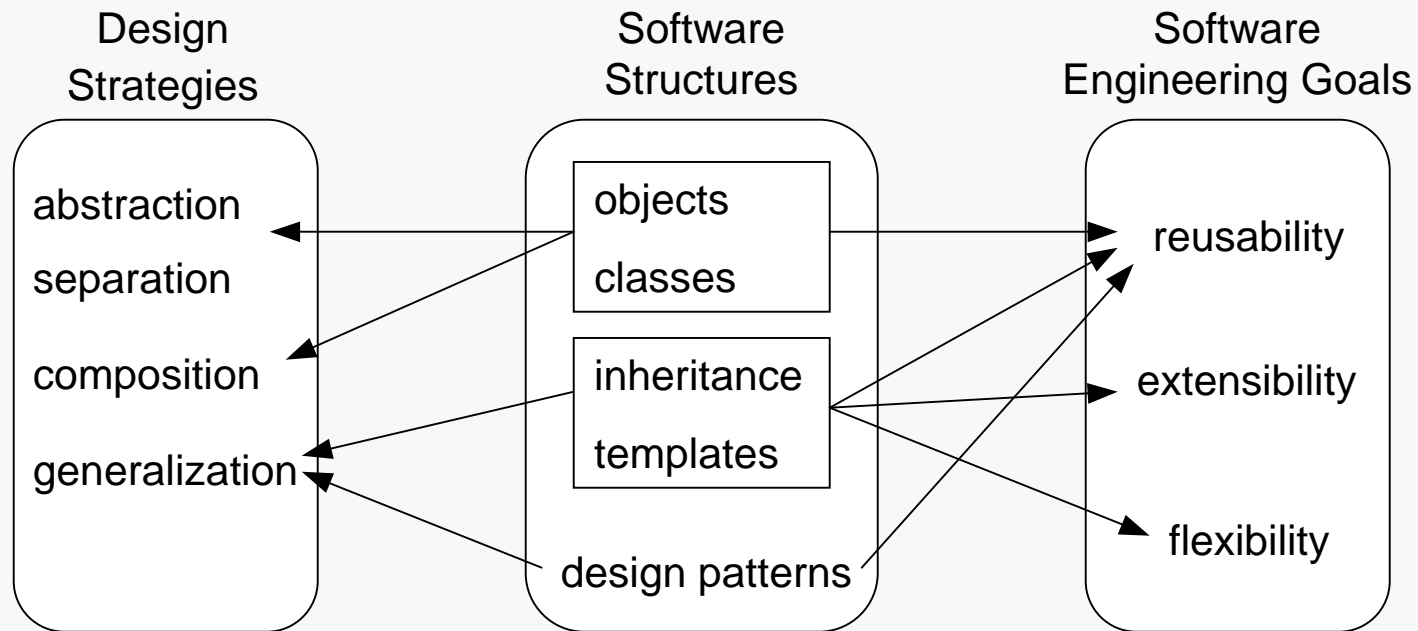 Design
Strategies
Software
Structures
Software
Engineering Goals
abstraction
separation
composition
generalization
objects
classes
inheritance
templates
design patterns
reusability
extensibility
flexibility